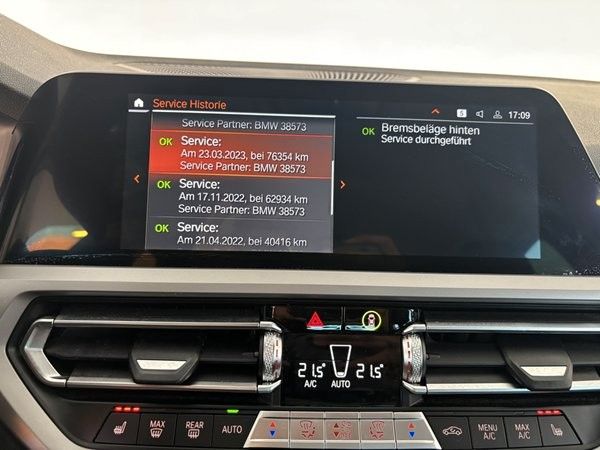 Service Historie
5
17:09
Service Partner: BMW 38573
OK Service:
Am 23.03.2023, bei 76354 km
Service Partner: BMW 38573
OK Service:
Am 17.11.2022, bei 62934 km
Service Partner: BMW 38573
OK Service:
Am 21.04.2022, bei 40416 km
OK Bremsbeläge hinten
Service durchgeführt
21.5° 21.5°
A/C AUTO
MAX
REAR
AUTO
MENU
A/C
MAX
A/C